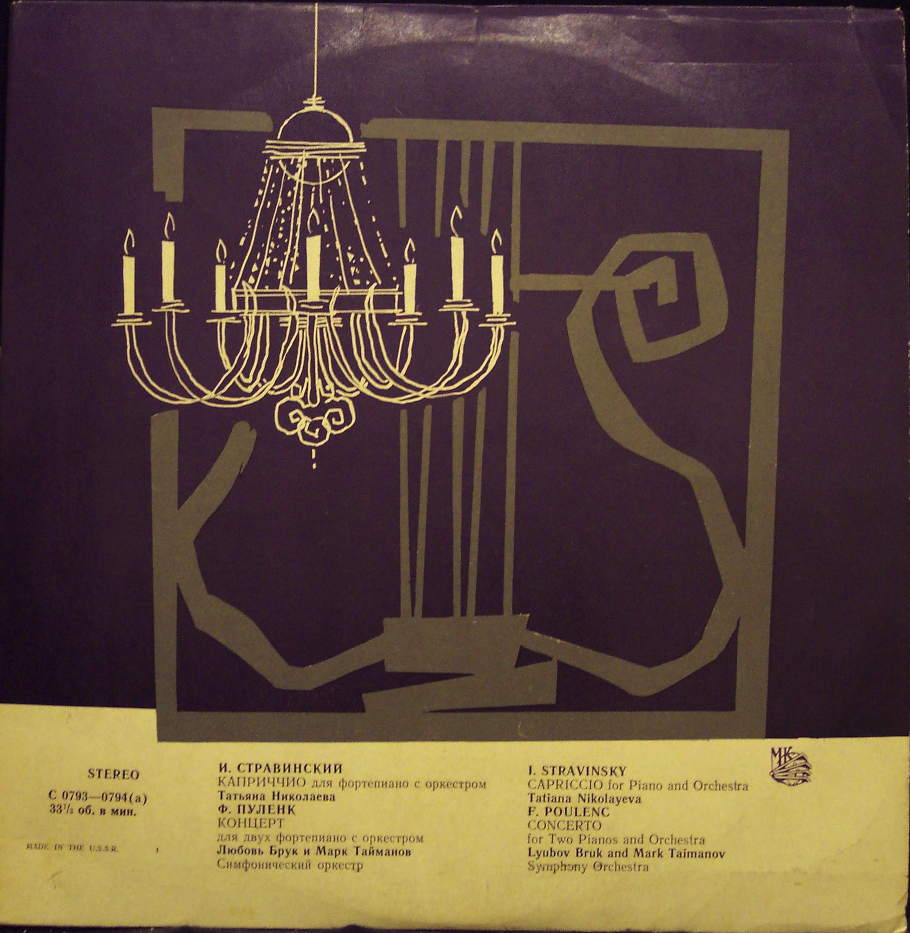 STEREO
С 0793—0794(а)
33⅓ об. в мин.
MADE IN THE U.S.S.R.
И. СТРАВИНСКИЙ
КАПРИЧЧИО для фортепиано с оркестром
Татьяна Николаева
Ф. ПУЛЕНК
КОНЦЕРТ
для двух фортепиано с оркестром
Любовь Брук и Марк Тайманов
Симфонический оркестр
МК
I. STRAVINSKY
CAPRICCIO for Piano and Orchestra
Tatiana Nikolayeva
F. POULENC
CONCERTO
for Two Pianos and Orchestra
Lyubov Bruk and Mark Taimanov
Symphony Orchestra